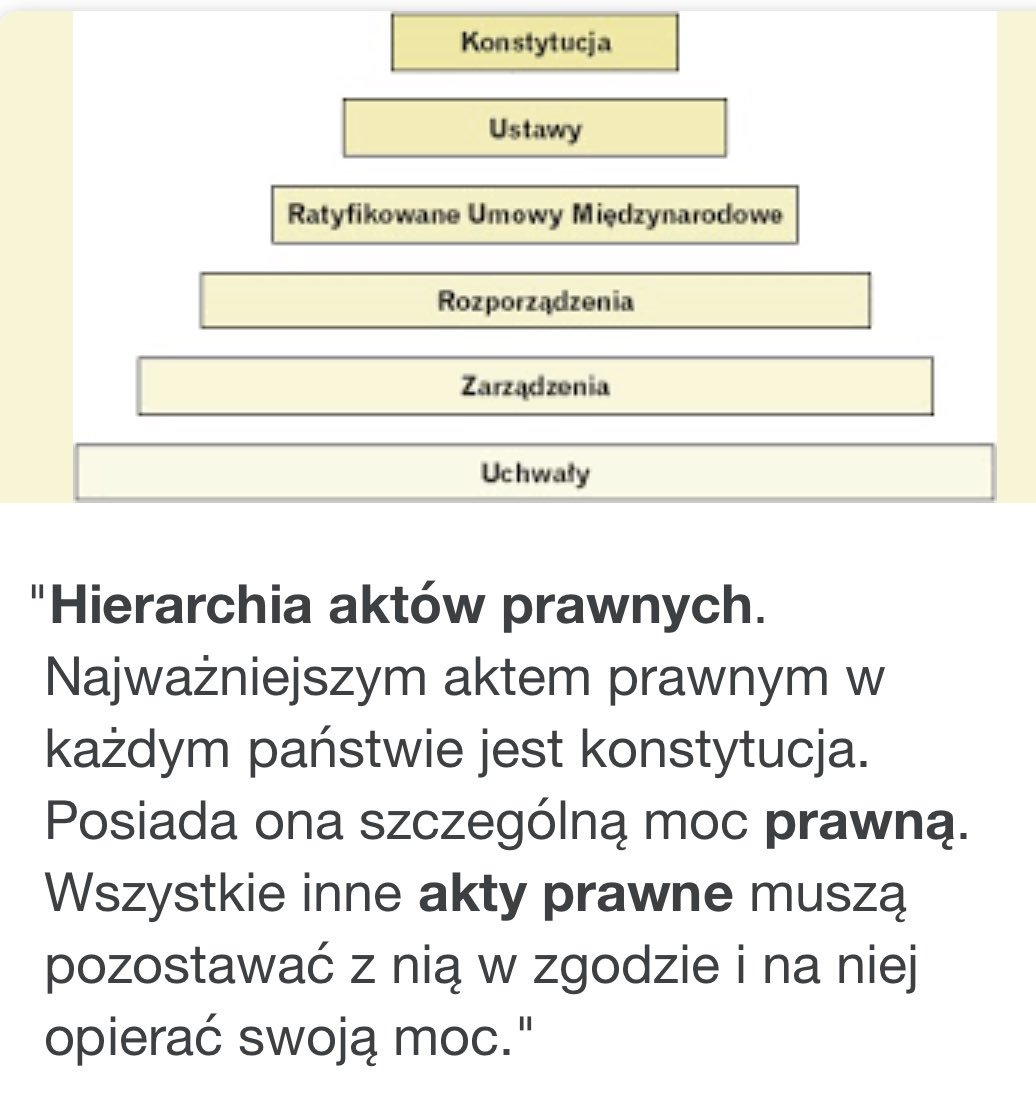 Konstytucja
Ustawy
Ratyfikowane Umowy Międzynarodowe
Rozporządzenia
Zarządzenia
Uchwały
"Hierarchia aktów prawnych.
Najważniejszym aktem prawnym w
każdym państwie jest konstytucja.
Posiada ona szczególną moc prawną.
Wszystkie inne akty prawne muszą
pozostawać z nią w zgodzie i na niej
opierać swoją moc."